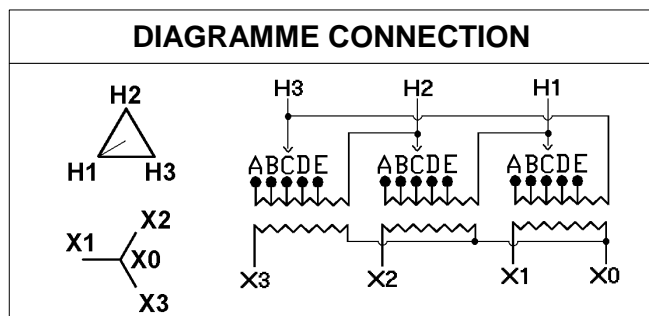 DIAGRAMME CONNECTION
H2
H1 H3
X2
X1
X0
X3
H3 H2 H1
ABCDE ABCDE ABCDE
X3 X2 X1 X0